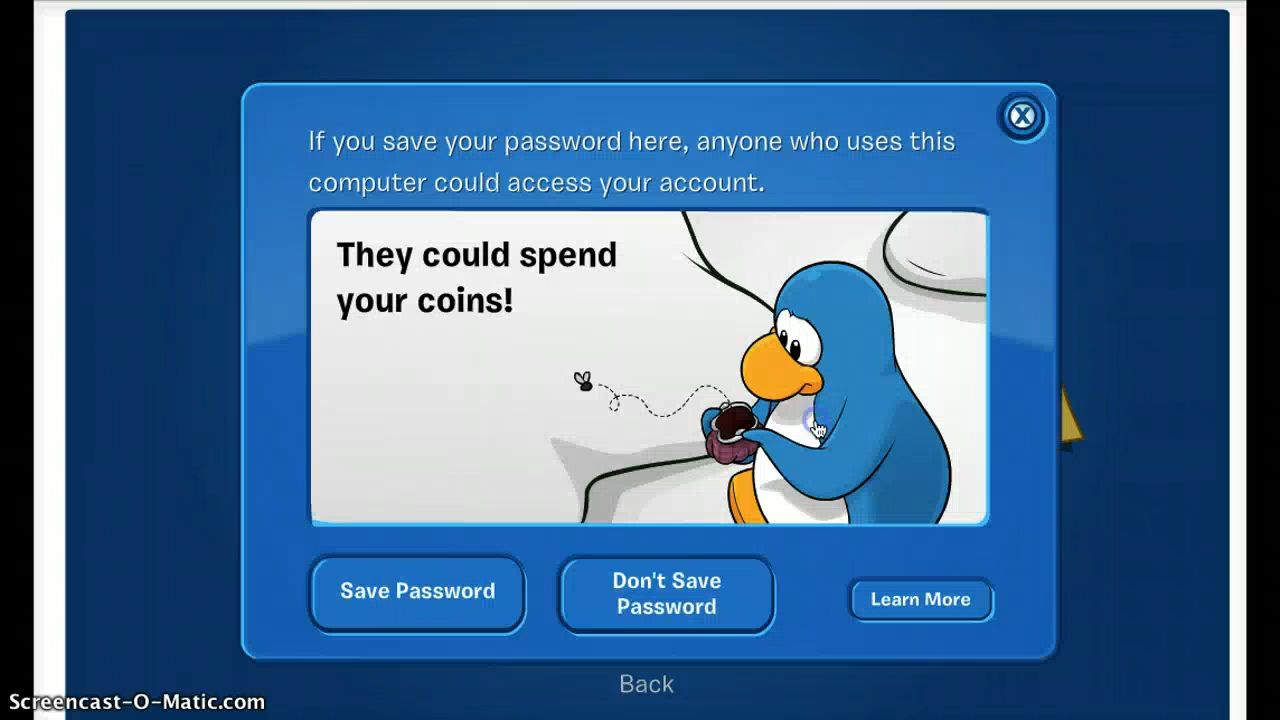 If you save your password here, anyone who uses this
computer could access your account.
They could spend
your coins!
Save Password
Don't Save
Password
Learn More
Back
Screencast-O-Matic.com